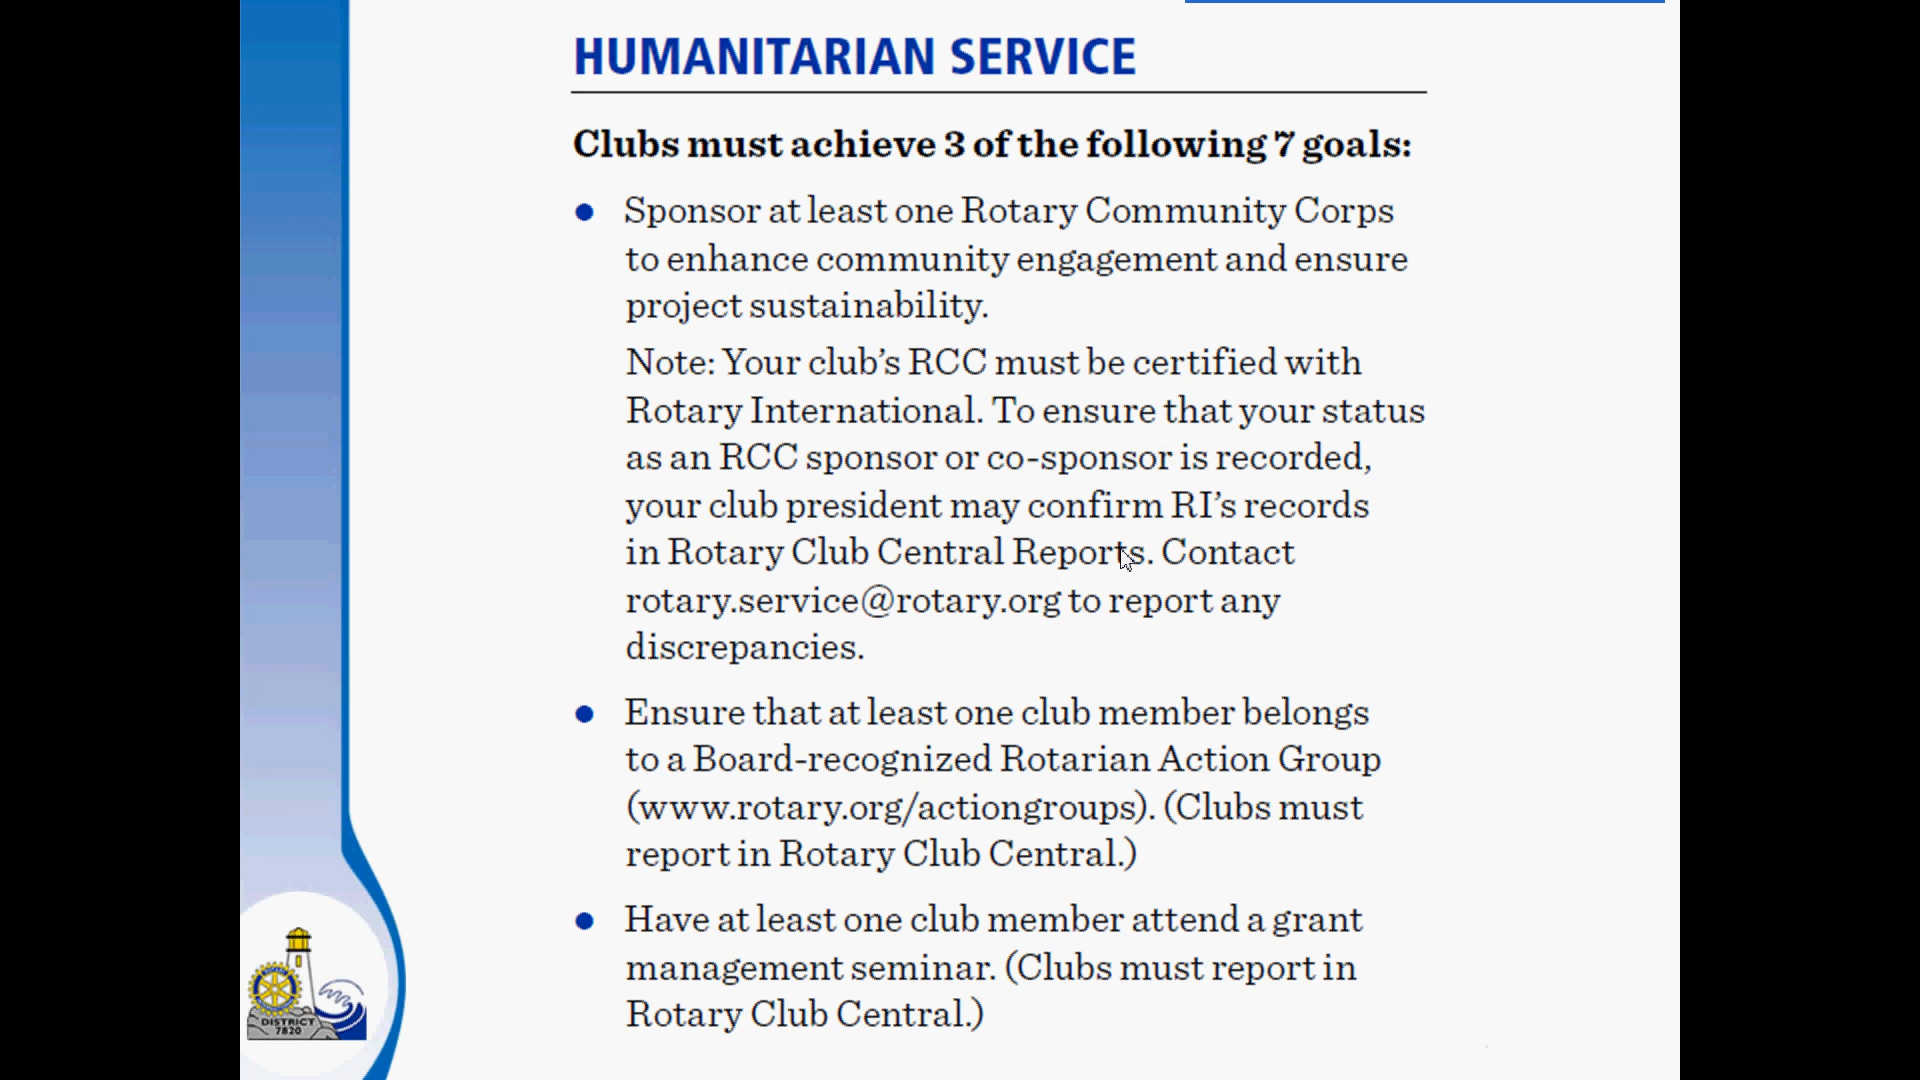 HUMANITARIAN SERVICE
Clubs must achieve 3 of the following 7 goals:
● Sponsor at least one Rotary Community Corps
to enhance community engagement and ensure
project sustainability.
Note: Your club’s RCC must be certified with
Rotary International. To ensure that your status
as an RCC sponsor or co-sponsor is recorded,
your club president may confirm RI’s records
in Rotary Club Central Reports. Contact
rotary.service@rotary.org to report any
discrepancies.
● Ensure that at least one club member belongs
to a Board-recognized Rotarian Action Group
(www.rotary.org/actiongroups). (Clubs must
report in Rotary Club Central.)
● Have at least one club member attend a grant
management seminar. (Clubs must report in
Rotary Club Central.)
DISTRICT
7820